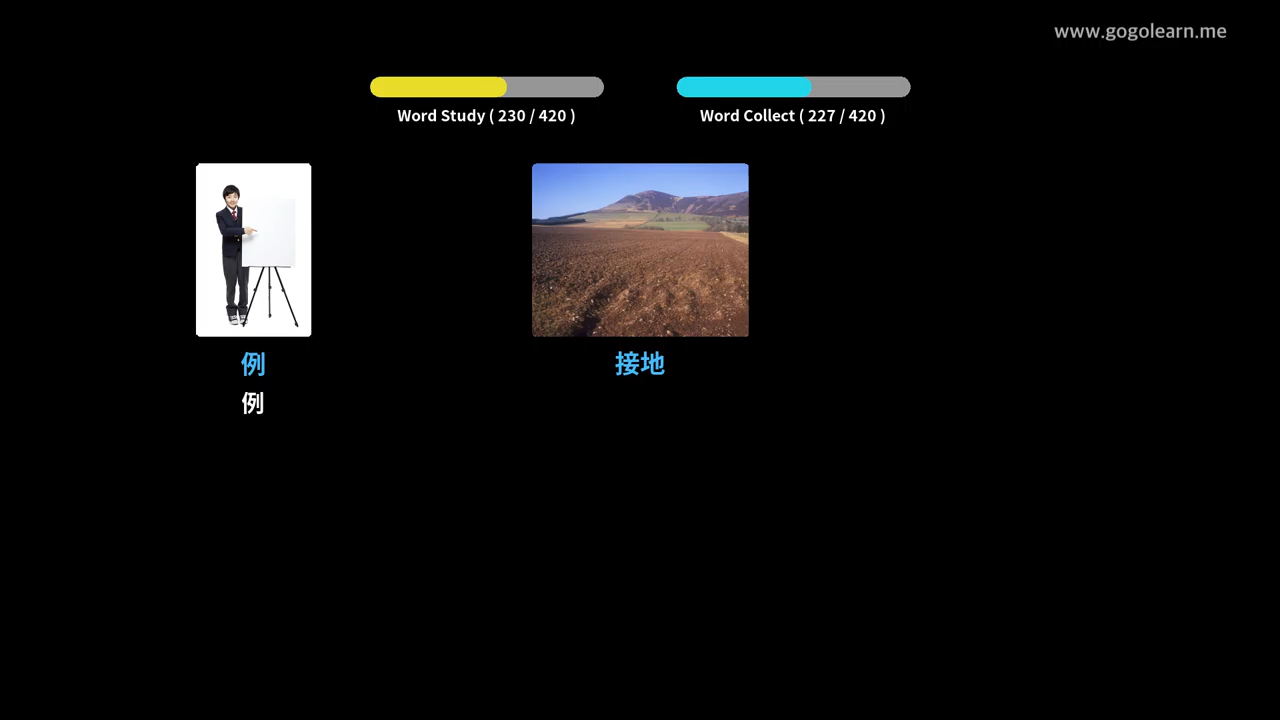 www.gogolearn.me
Word Study ( 230 / 420 )
Word Collect ( 227 / 420 )
例
接地
例